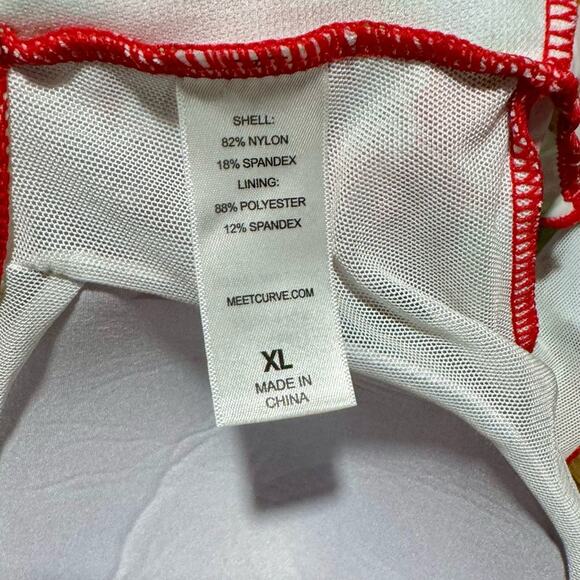 SHELL:
82% NYLON
18% SPANDEX
LINING:
88% POLYESTER
12% SPANDEX
MEETCURVE.COM
XL
MADE IN
CHINA